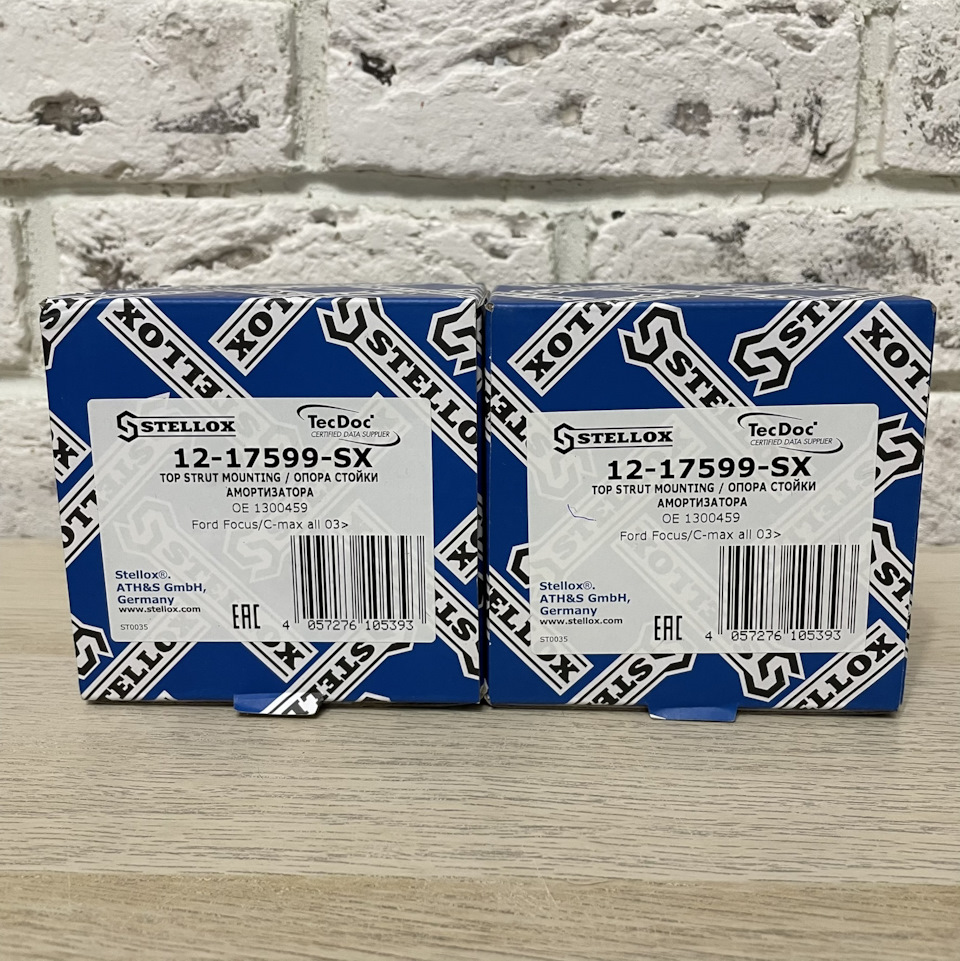 STELLOX
TecDoc®
CERTIFIED DATA SUPPLIER
12-17599-SX
TOP STRUT MOUNTING / ОПОРА СТОЙКИ
АМОРТИЗАТОРА
OE 1300459
Ford Focus/C-max all 03>
Stellox®.
ATH&S GmbH,
Germany
www.stellox.com
ST0035
EAC
4 057276 105393
STELLOX
TecDoc®
CERTIFIED DATA SUPPLIER
12-17599-SX
TOP STRUT MOUNTING / ОПОРА СТОЙКИ
АМОРТИЗАТОРА
OE 1300459
Ford Focus/C-max all 03>
Stellox®.
ATH&S GmbH,
Germany
www.stellox.com
ST0035
EAC
4 057276 105393